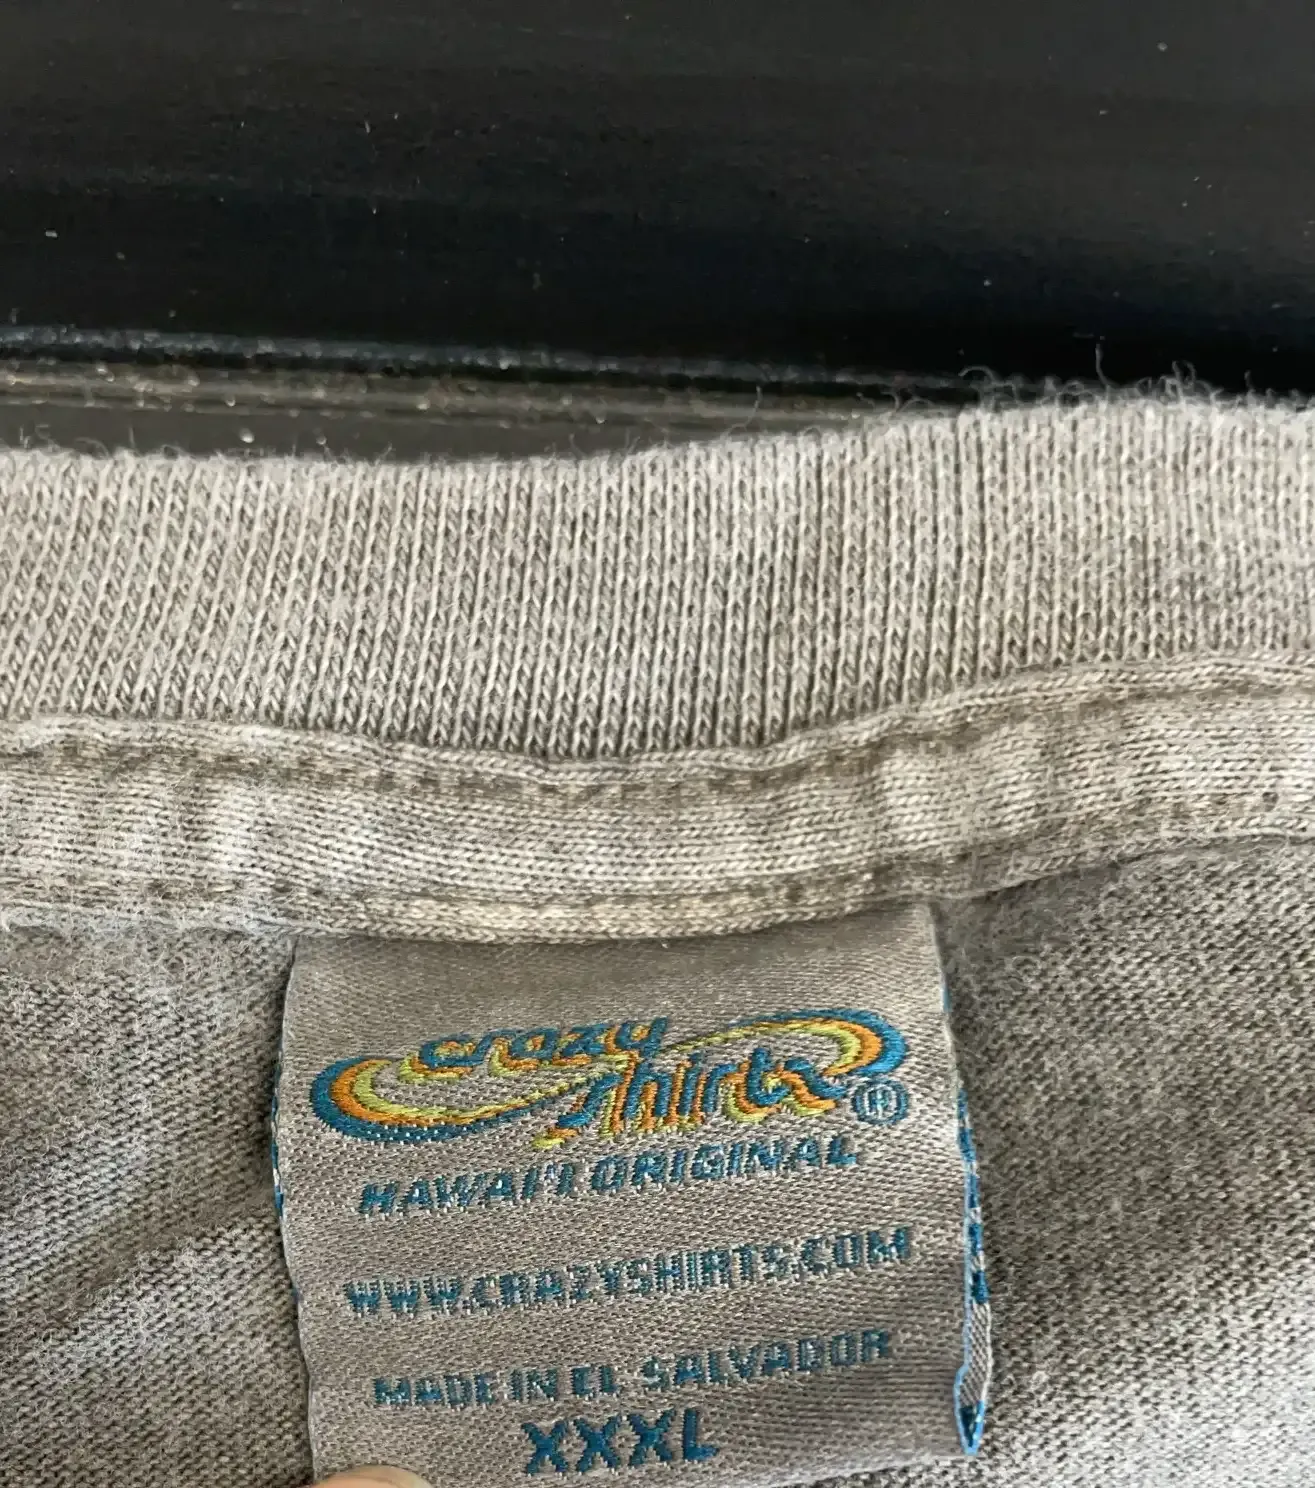 crazy
shirts®
HAWAI'I ORIGINAL
WWW.CRAZYSHIRTS.COM
MADE IN EL SALVADOR
XXXL